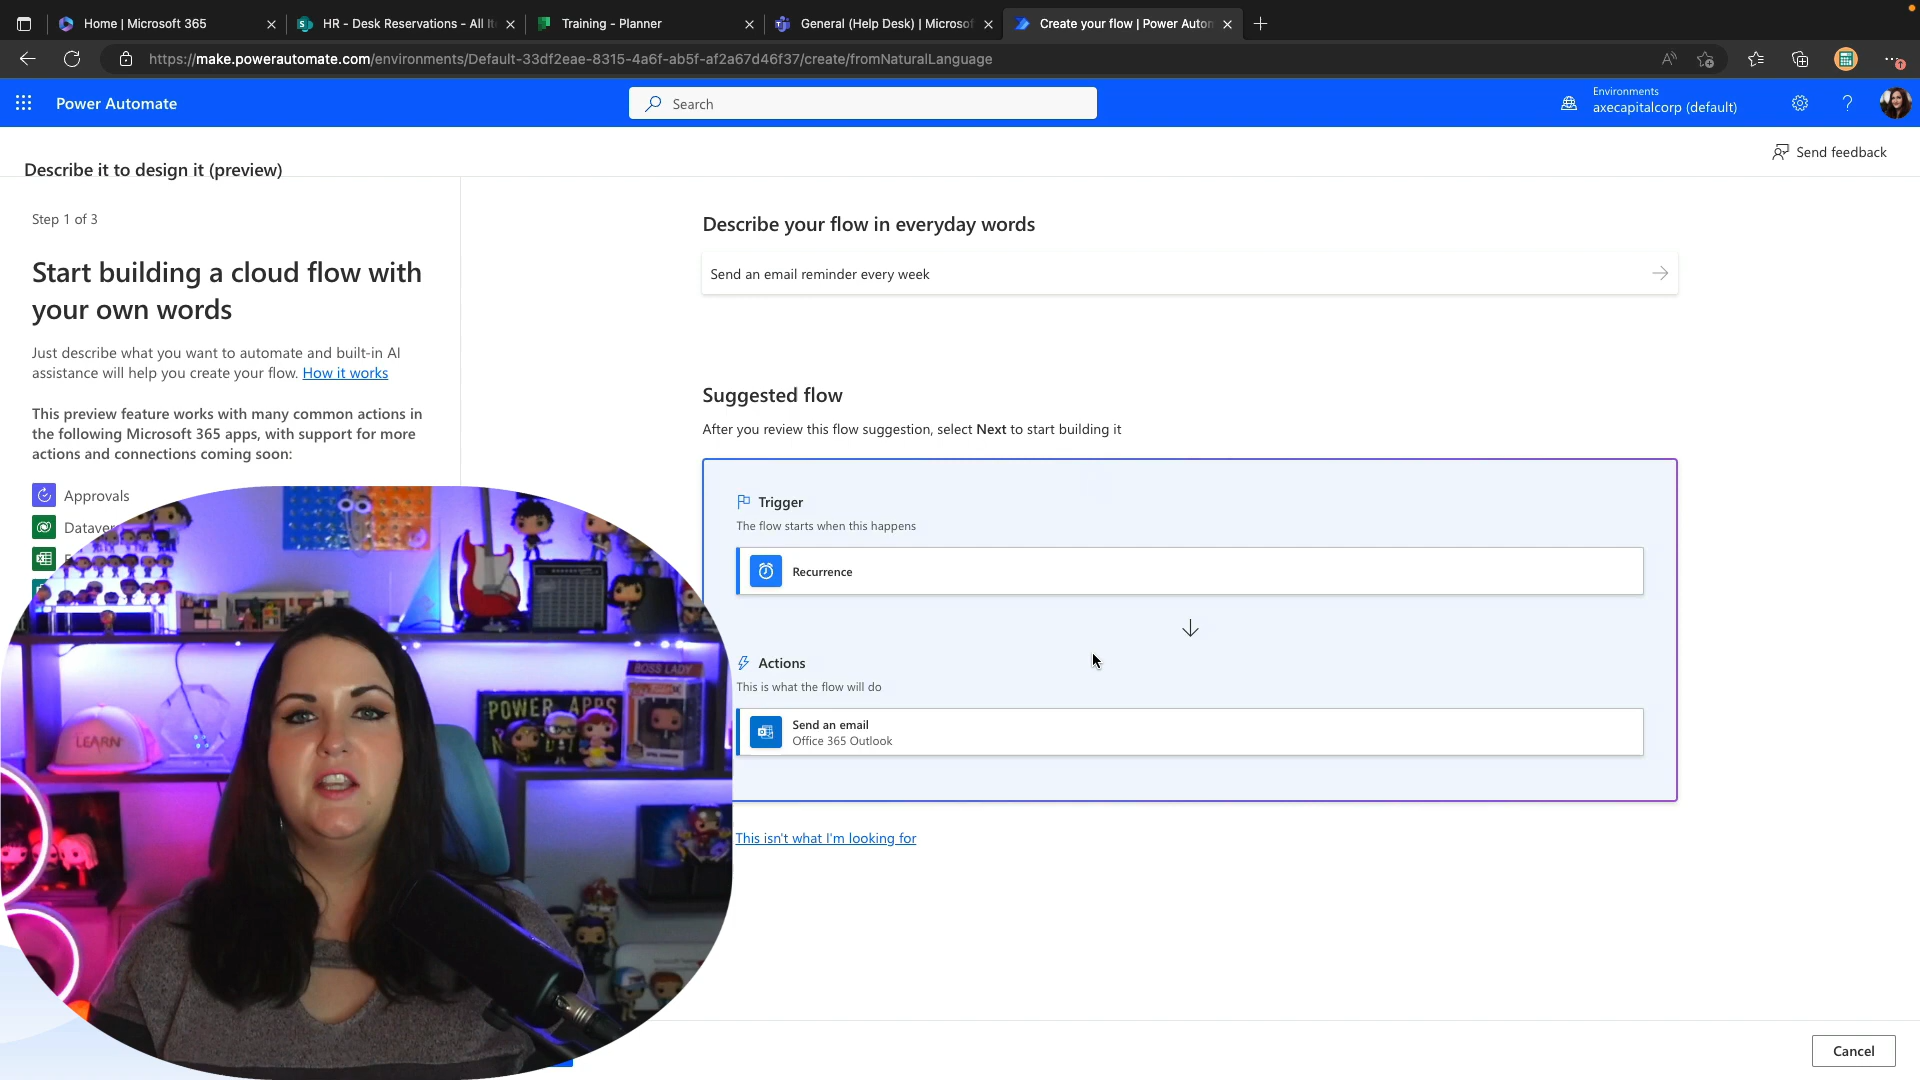 Home | Microsoft 365
HR - Desk Reservations - All It
Training - Planner
General (Help Desk) | Microsof
Create your flow | Power Autom
https://make.powerautomate.com/environments/Default-33df2eae-8315-4a6f-ab5f-af2a67d46f37/create/fromNaturalLanguage
Power Automate
Search
Environments
axecapitalcorp (default)
Describe it to design it (preview)
Send feedback
Step 1 of 3
Start building a cloud flow with
your own words
Just describe what you want to automate and built-in AI
assistance will help you create your flow. How it works
This preview feature works with many common actions in
the following Microsoft 365 apps, with support for more
actions and connections coming soon:
Approvals
Dataver
Describe your flow in everyday words
Send an email reminder every week
Suggested flow
After you review this flow suggestion, select Next to start building it
Trigger
The flow starts when this happens
Recurrence
Actions
This is what the flow will do
Send an email
Office 365 Outlook
This isn't what I'm looking for
Cancel
BOSS LADY
POWER APPS
LEARN